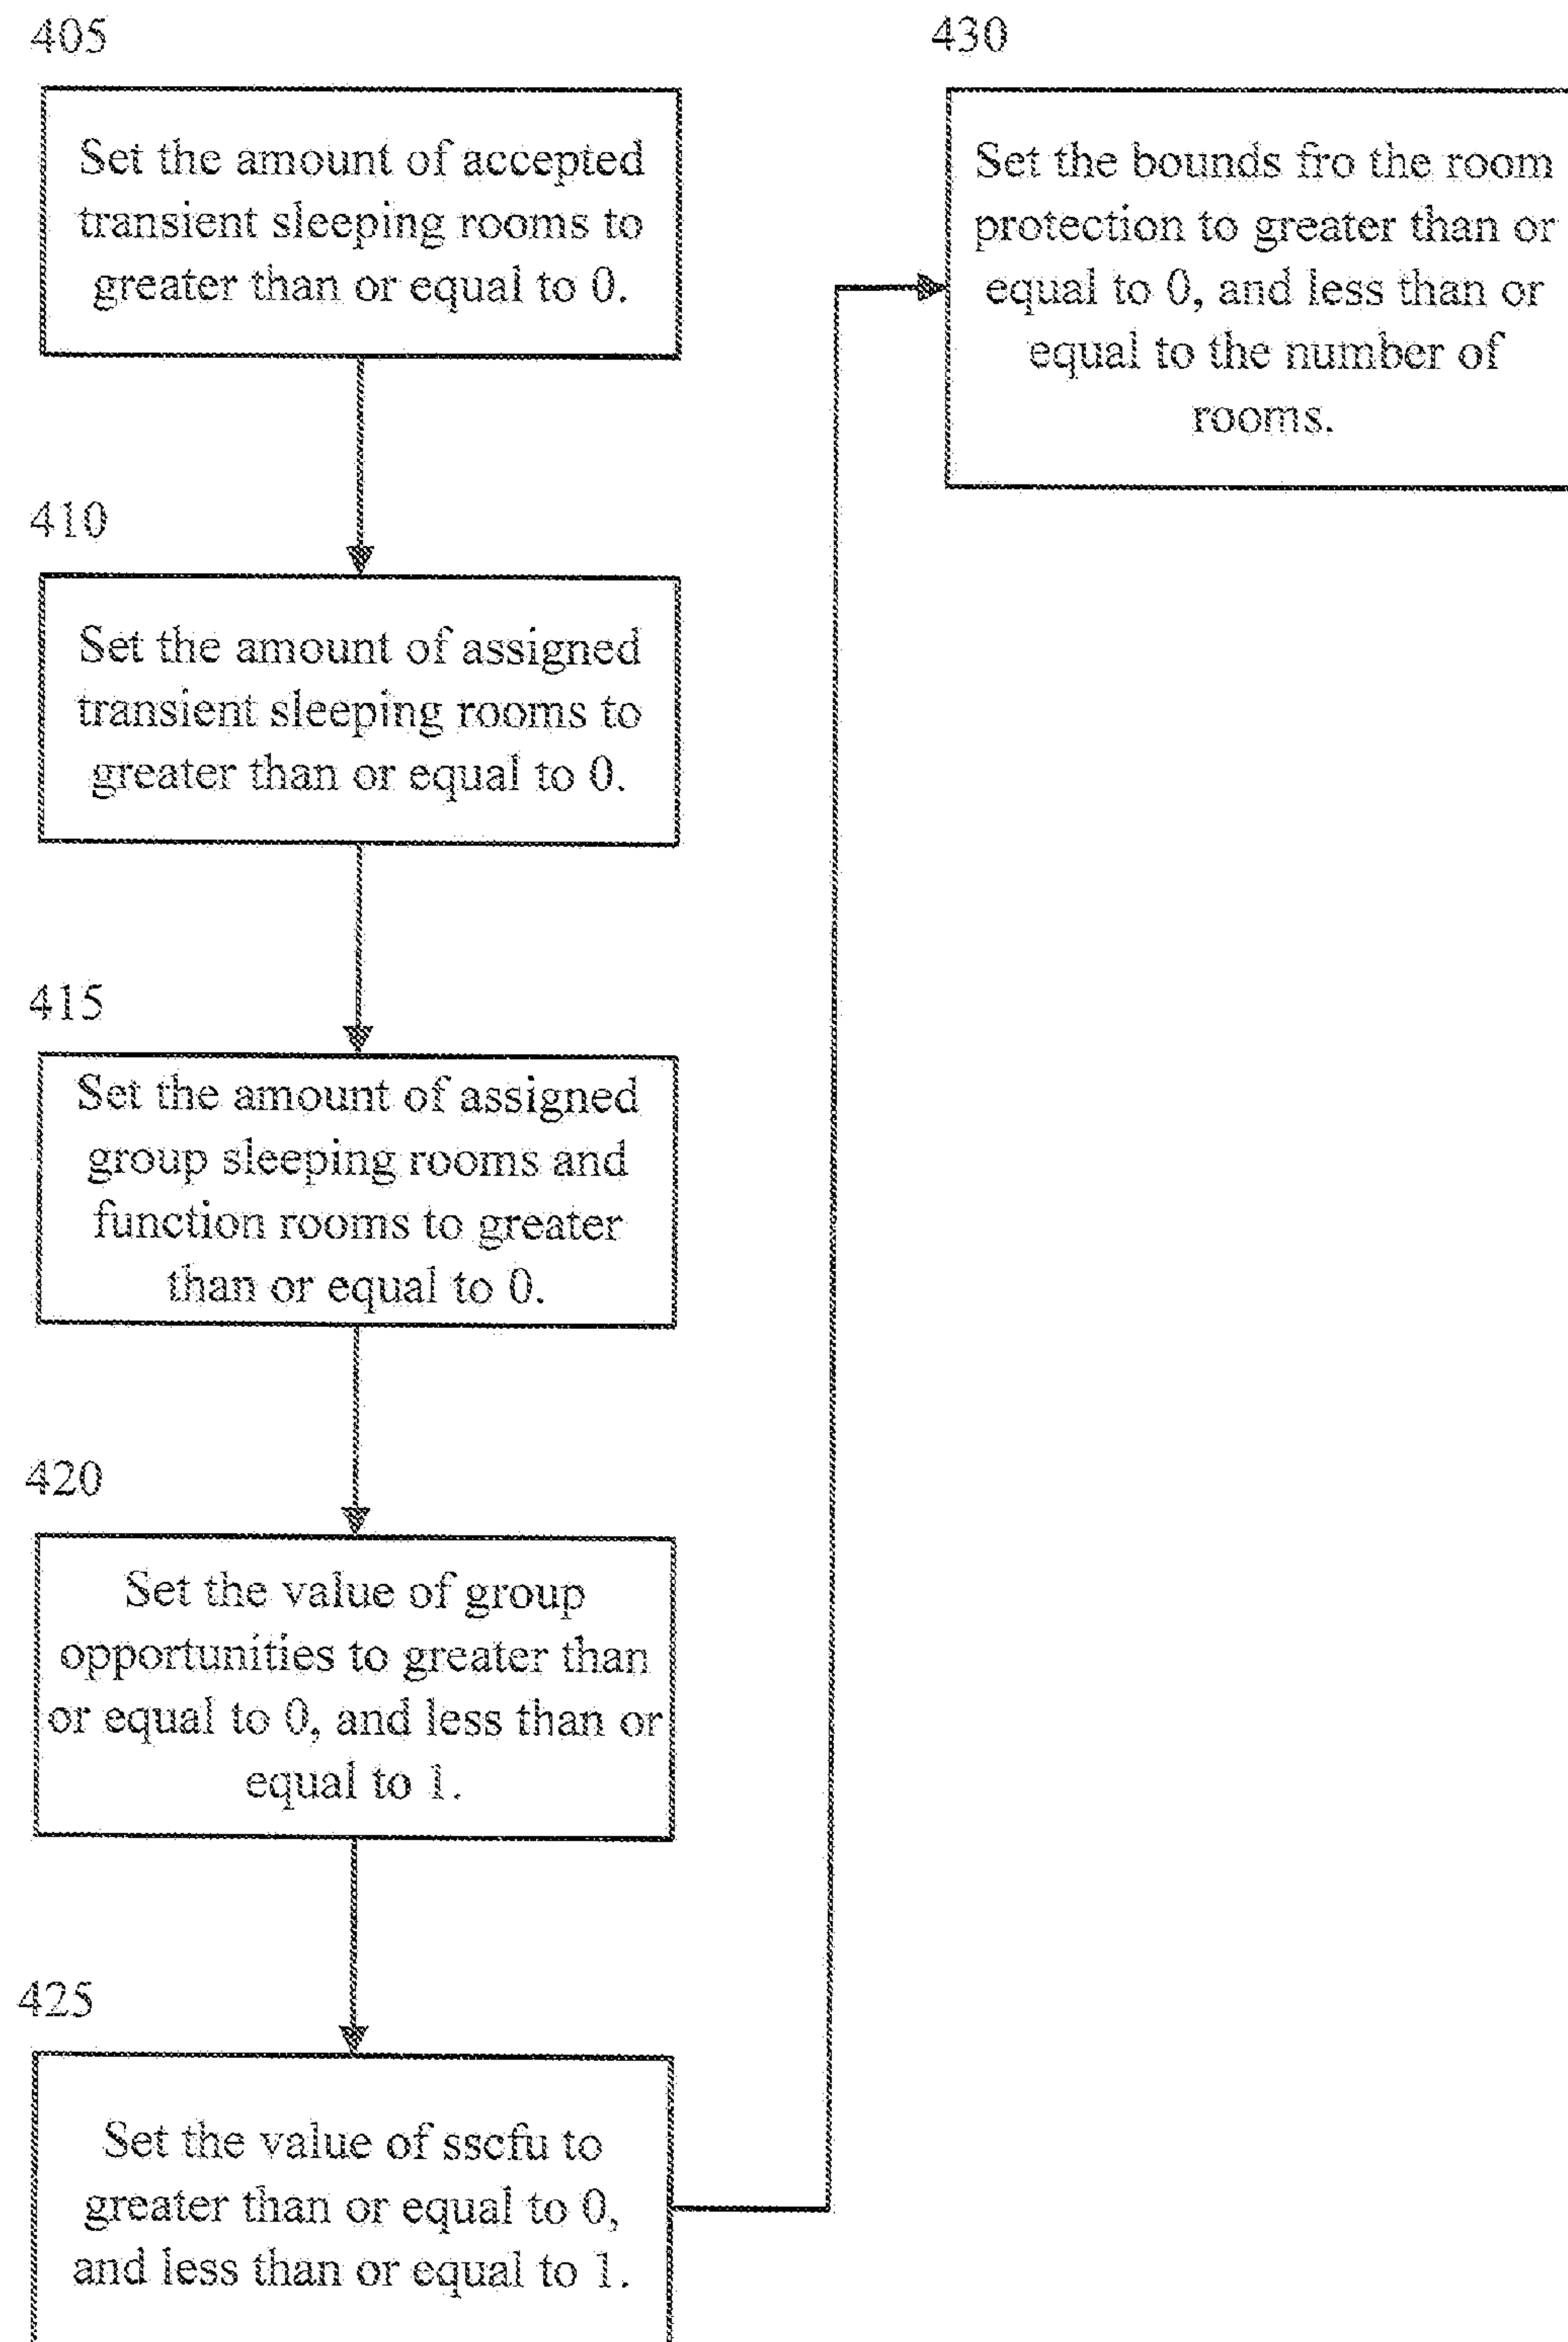 405
Set the amount of accepted
transient sleeping rooms to
greater than or equal to 0.
410
Set the amount of assigned
transient sleeping rooms to
greater than or equal to 0.
415
Set the amount of assigned
group sleeping rooms and
function rooms to greater
than or equal to 0.
420
Set the value of group
opportunities to greater than
or equal to 0, and less than or
equal to 1.
425
Set the value of sscfu to
greater than or equal to 0,
and less than or equal to 1.
430
Set the bounds fro the room
protection to greater than or
equal to 0, and less than or
equal to the number of
rooms.